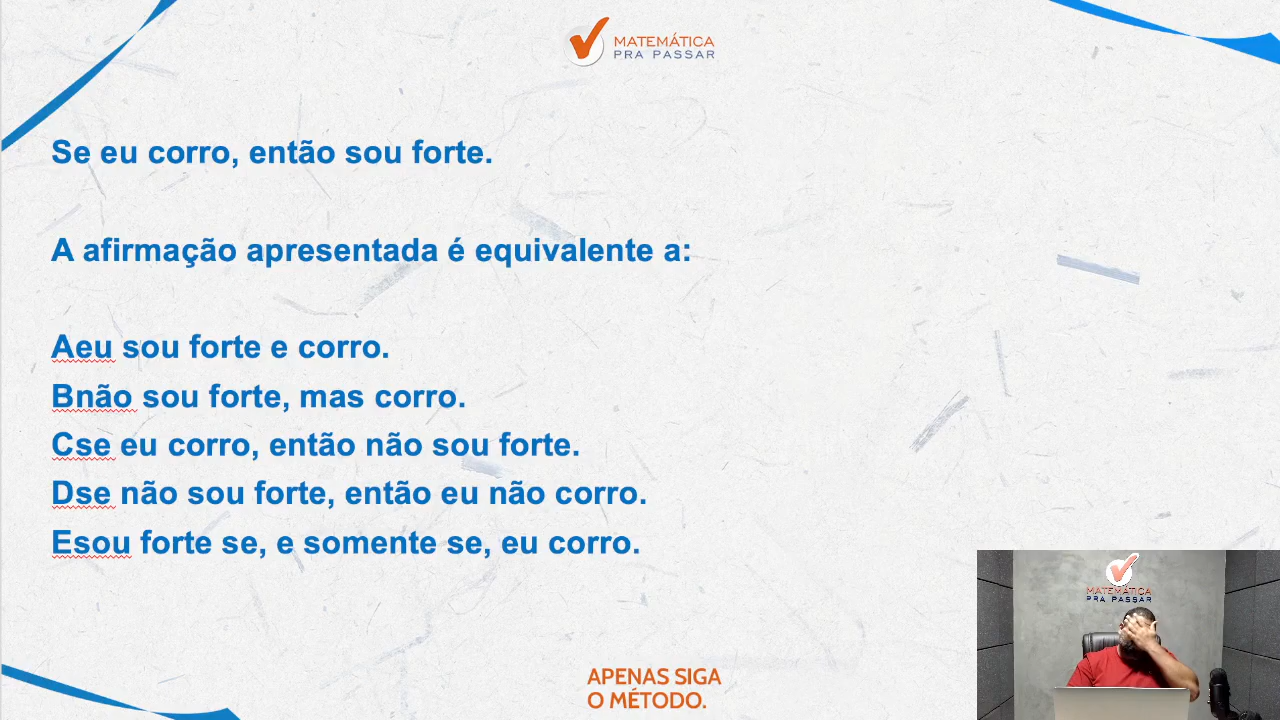 MATEMÁTICA
PRA PASSAR
Se eu corro, então sou forte.
A afirmação apresentada é equivalente a:
Aeu sou forte e corro.
Bnão sou forte, mas corro.
Cse eu corro, então não sou forte.
Dse não sou forte, então eu não corro.
Esou forte se, e somente se, eu corro.
MATEMÁTICA
PRA PASSAR
APENAS SIGA
O MÉTODO.